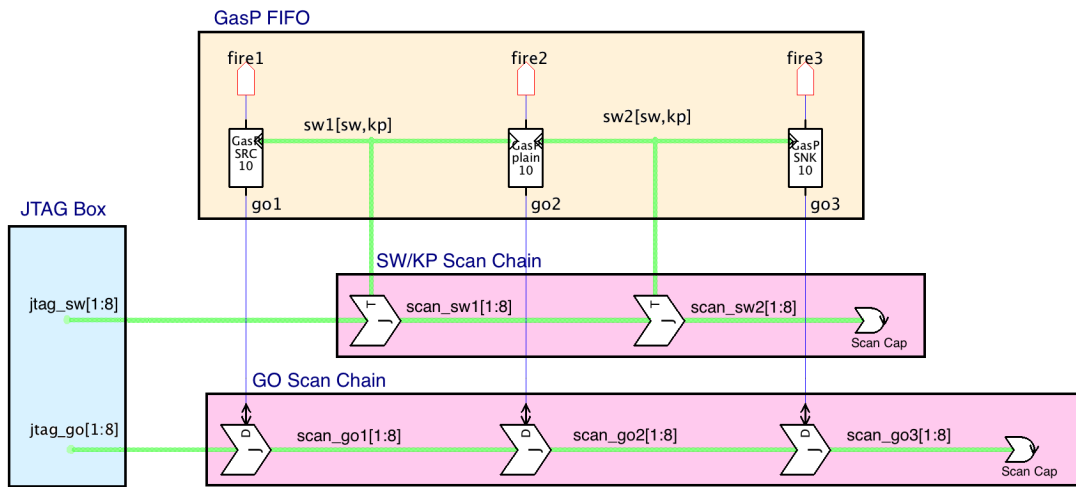 GasP FIFO
fire1
fire2
fire3
sw1[sw,kp]
sw2[sw,kp]
GasP
SRC
10
GasP
plain
10
GasP
SNK
10
go1
go2
go3
JTAG Box
SW/KP Scan Chain
jtag_sw[1:8]
T
J
scan_sw1[1:8]
T
J
scan_sw2[1:8]
Scan Cap
GO Scan Chain
jtag_go[1:8]
D
J
scan_go1[1:8]
D
J
scan_go2[1:8]
D
J
scan_go3[1:8]
Scan Cap